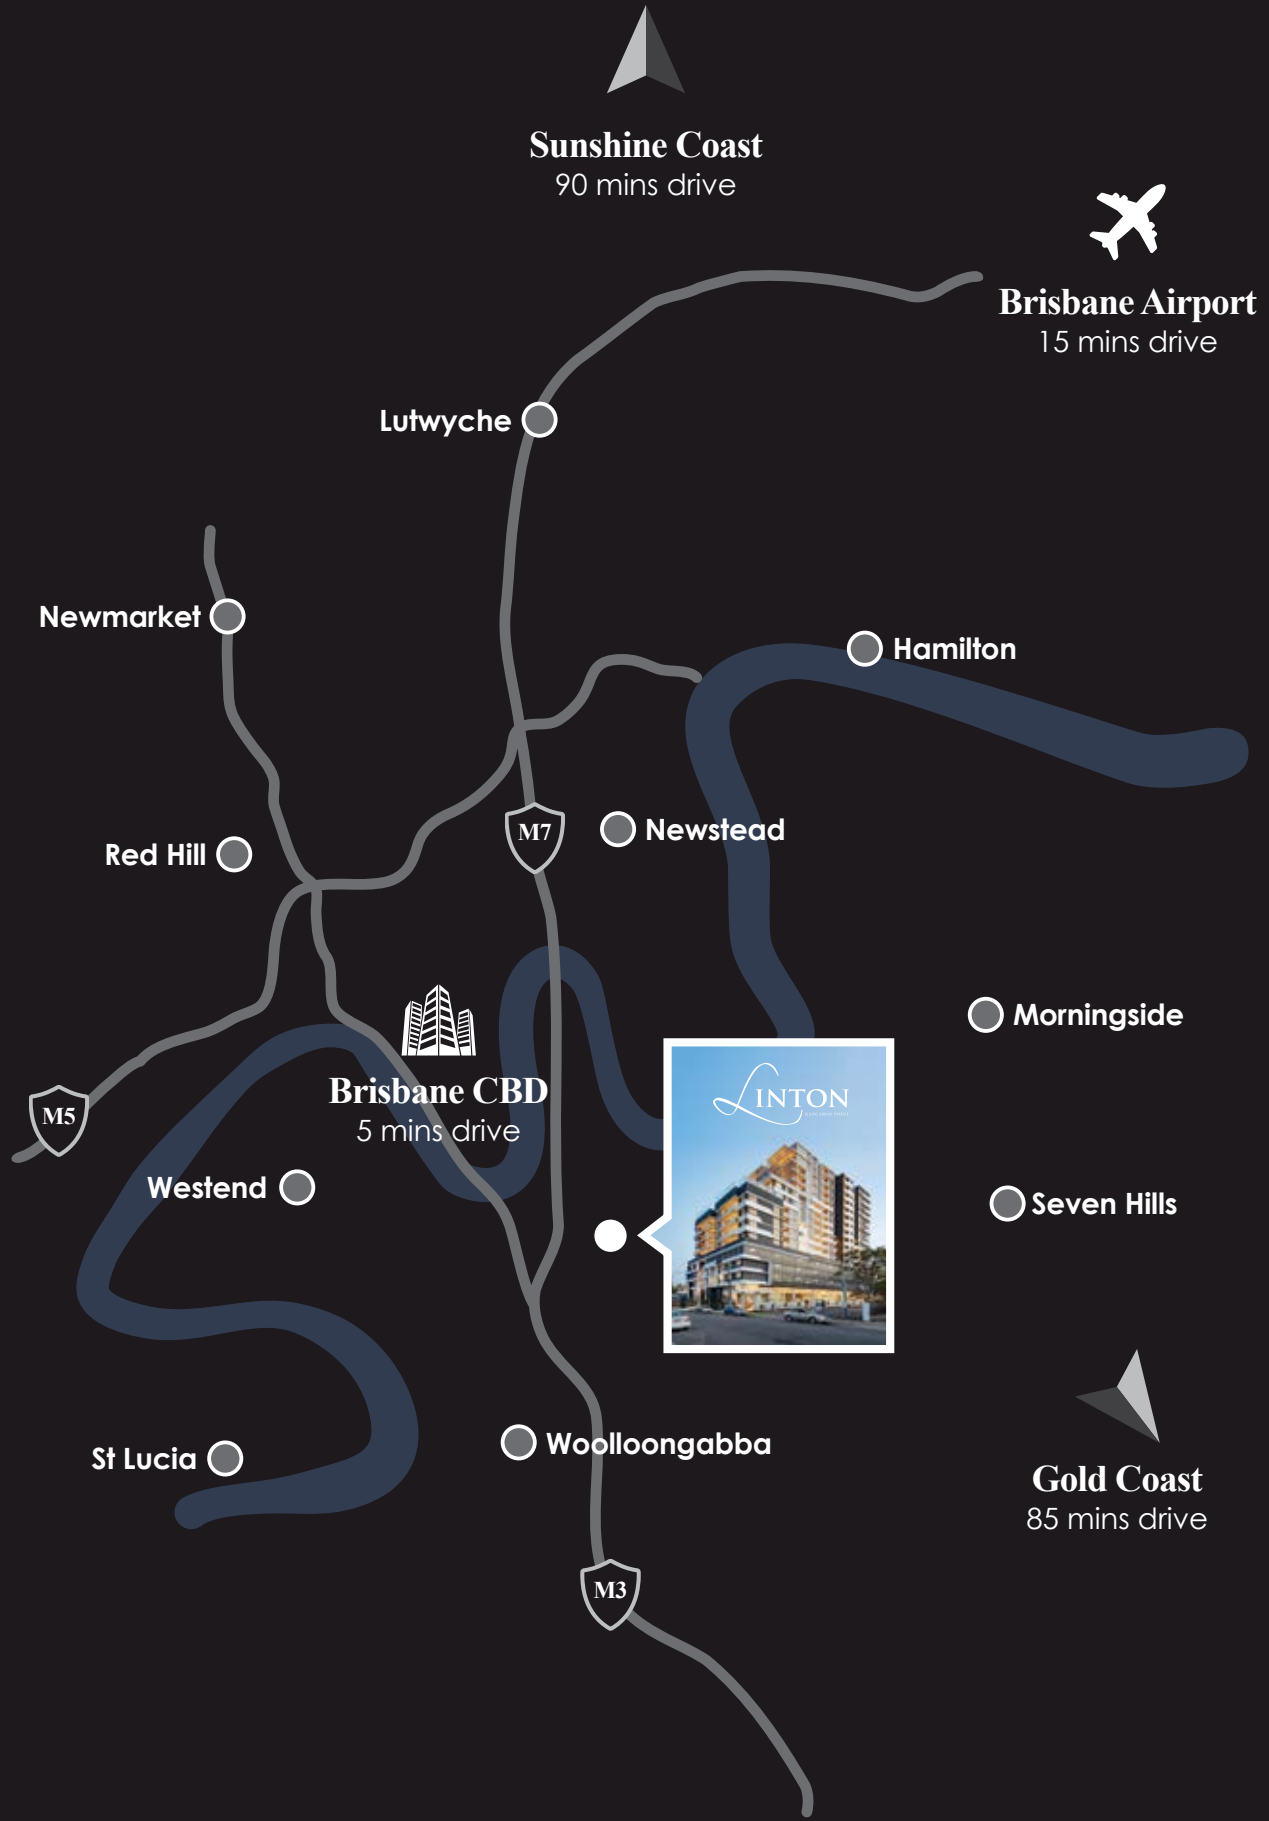 Sunshine Coast
90 mins drive
Brisbane Airport
15 mins drive
Lutwyche
Newmarket
Hamilton
M7
Newstead
Red Hill
Morningside
Brisbane CBD
5 mins drive
LINTON
M5
Westend
Seven Hills
St Lucia
Woolloongabba
Gold Coast
85 mins drive
M3